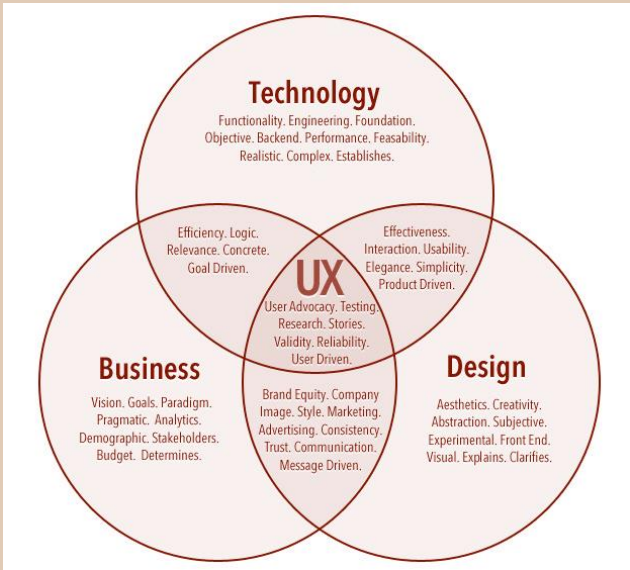 Technology
Functionality. Engineering. Foundation.
Objective. Backend. Performance. Feasability.
Realistic. Complex. Establishes.
Efficiency. Logic.
Relevance. Concrete.
Goal Driven.
Effectiveness.
Interaction. Usability.
Elegance. Simplicity.
Product Driven.
UX
User Advocacy. Testing.
Research. Stories.
Validity. Reliability.
User Driven.
Business
Vision. Goals. Paradigm.
Pragmatic. Analytics.
Demographic. Stakeholders.
Budget. Determines.
Brand Equity. Company
Image. Style. Marketing.
Advertising. Consistency.
Trust. Communication.
Message Driven.
Design
Aesthetics. Creativity.
Abstraction. Subjective.
Experimental. Front End.
Visual. Explains. Clarifies.